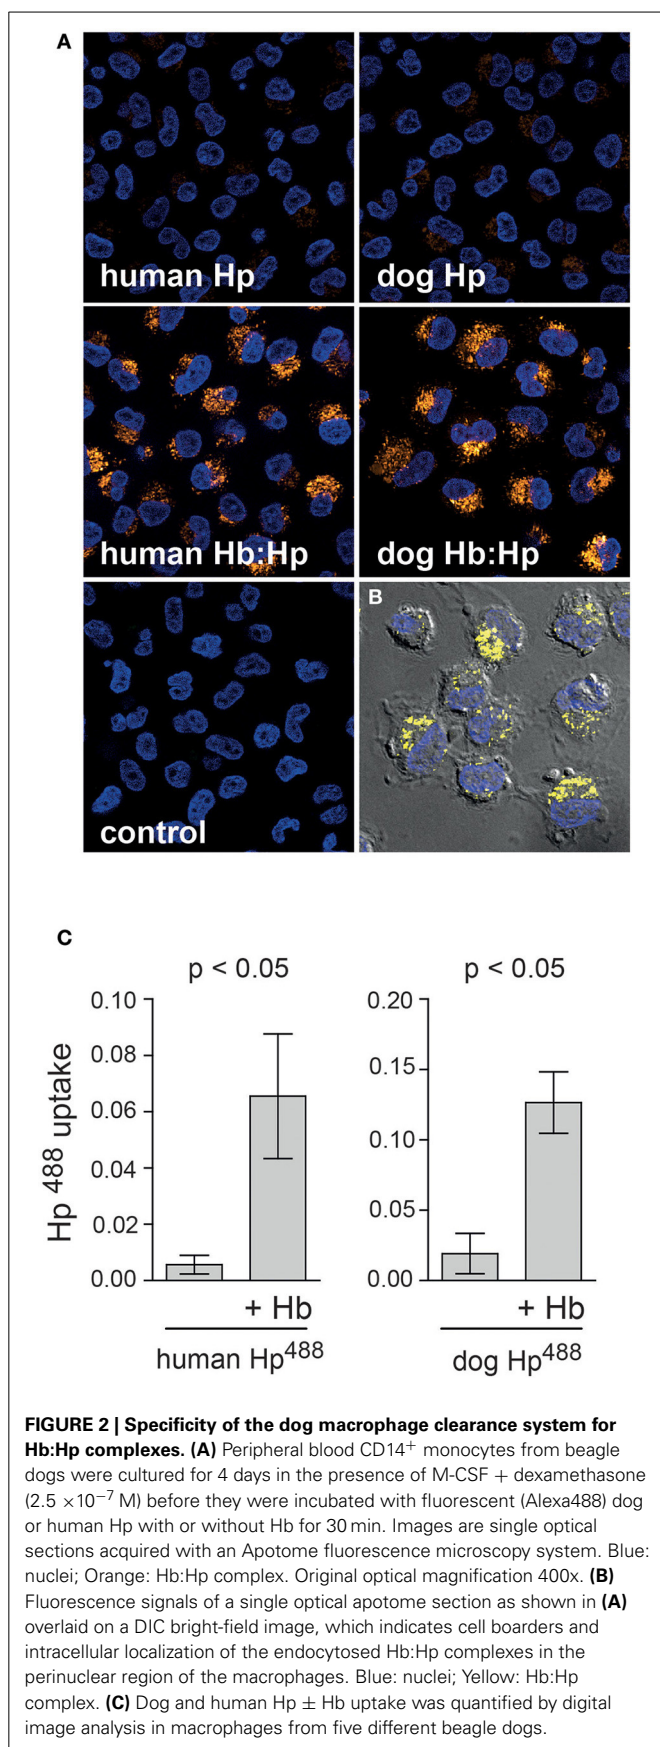 A
human Hp
dog Hp
human Hb:Hp
dog Hb:Hp
control
B
C
p < 0.05
p < 0.05
Hp 488 uptake
0.10
0.08
0.06
0.04
0.02
0.00
0.20
0.15
0.10
0.05
0.00
+ Hb
+ Hb
human Hp488
dog Hp488
FIGURE 2 | Specificity of the dog macrophage clearance system for
Hb:Hp complexes. (A) Peripheral blood CD14+ monocytes from beagle
dogs were cultured for 4 days in the presence of M-CSF + dexamethasone
(2.5 ×10−7 M) before they were incubated with fluorescent (Alexa488) dog
or human Hp with or without Hb for 30 min. Images are single optical
sections acquired with an Apotome fluorescence microscopy system. Blue:
nuclei; Orange: Hb:Hp complex. Original optical magnification 400x. (B)
Fluorescence signals of a single optical apotome section as shown in (A)
overlaid on a DIC bright-field image, which indicates cell boarders and
intracellular localization of the endocytosed Hb:Hp complexes in the
perinuclear region of the macrophages. Blue: nuclei; Yellow: Hb:Hp
complex. (C) Dog and human Hp ± Hb uptake was quantified by digital
image analysis in macrophages from five different beagle dogs.